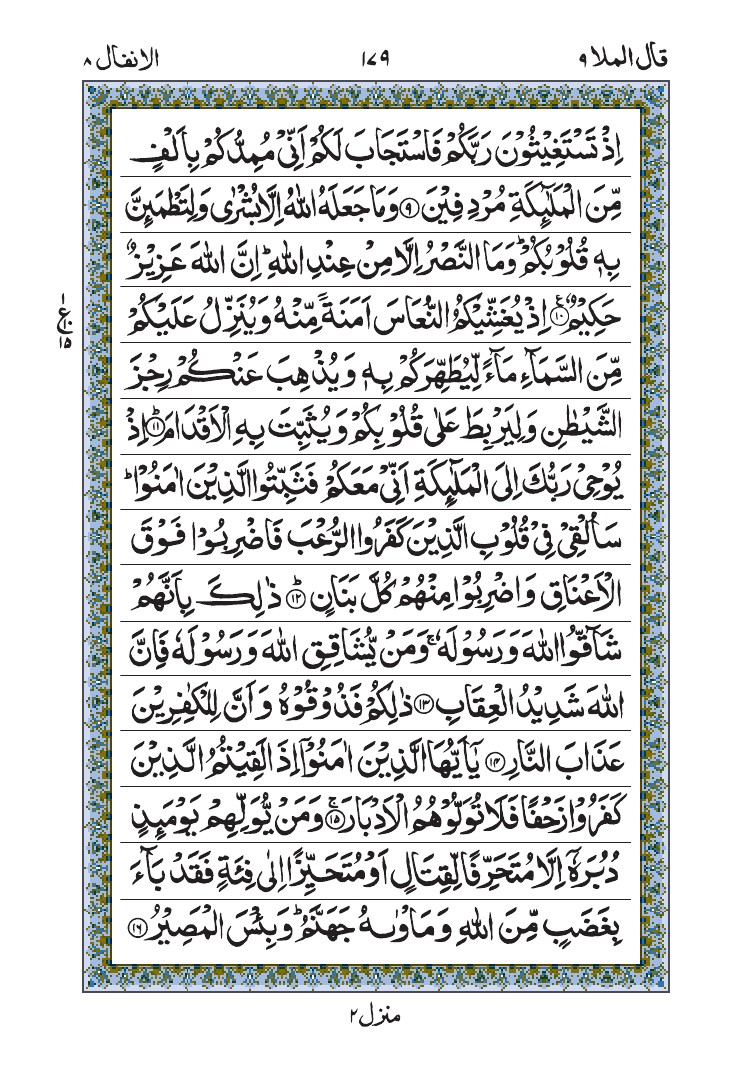 قال الملا ٩
١٧٩
الانفال ٨
اِذْ تَسْتَغِيْثُوْنَ رَبَّكُمْ فَاسْتَجَابَ لَكُمْ اَنِّيْ مُمِدُّكُمْ بِاَلْفٍ
مِّنَ الْمَلٰٓئِكَةِ مُرْدِفِيْنَ ۝٩ وَمَا جَعَلَهُ اللّٰهُ اِلَّا بُشْرٰى وَلِتَطْمَىِٕنَّ
بِهٖ قُلُوْبُكُمْ ؕ وَمَا النَّصْرُ اِلَّا مِنْ عِنْدِ اللّٰهِ ؕ اِنَّ اللّٰهَ عَزِيْزٌ
حَكِيْمٌ ۝١٠ۧ اِذْ يُغَشِّيْكُمُ النُّعَاسَ اَمَنَةً مِّنْهُ وَيُنَزِّلُ عَلَيْكُمْ
ع
١٥
مِّنَ السَّمَآءِ مَآءً لِّيُطَهِّرَكُمْ بِهٖ وَيُذْهِبَ عَنْكُمْ رِجْزَ
الشَّيْطٰنِ وَلِيَرْبِطَ عَلٰى قُلُوْبِكُمْ وَيُثَبِّتَ بِهِ الْاَقْدَامَ ۝١١ؕ اِذْ
يُوْحِيْ رَبُّكَ اِلَى الْمَلٰٓئِكَةِ اَنِّيْ مَعَكُمْ فَثَبِّتُوا الَّذِيْنَ اٰمَنُوْا ؕ
سَاُلْقِيْ فِيْ قُلُوْبِ الَّذِيْنَ كَفَرُوا الرُّعْبَ فَاضْرِبُوْا فَوْقَ
الْاَعْنَاقِ وَاضْرِبُوْا مِنْهُمْ كُلَّ بَنَانٍ ۝١٢ؕ ذٰلِكَ بِاَنَّهُمْ
شَآقُّوا اللّٰهَ وَرَسُوْلَهٗ ۚ وَمَنْ يُّشَاقِقِ اللّٰهَ وَرَسُوْلَهٗ فَاِنَّ
اللّٰهَ شَدِيْدُ الْعِقَابِ ۝١٣ ذٰلِكُمْ فَذُوْقُوْهُ وَاَنَّ لِلْكٰفِرِيْنَ
عَذَابَ النَّارِ ۝١٤ يٰٓاَيُّهَا الَّذِيْنَ اٰمَنُوْٓا اِذَا لَقِيْتُمُ الَّذِيْنَ
كَفَرُوْا زَحْفًا فَلَا تُوَلُّوْهُمُ الْاَدْبَارَ ۝١٥ۚ وَمَنْ يُّوَلِّهِمْ يَوْمَىِٕذٍ
دُبُرَهٗٓ اِلَّا مُتَحَرِّفًا لِّقِتَالٍ اَوْ مُتَحَيِّزًا اِلٰى فِئَةٍ فَقَدْ بَآءَ
بِغَضَبٍ مِّنَ اللّٰهِ وَمَاْوٰىهُ جَهَنَّمُ ؕ وَبِئْسَ الْمَصِيْرُ ۝١٦
منزل ٢